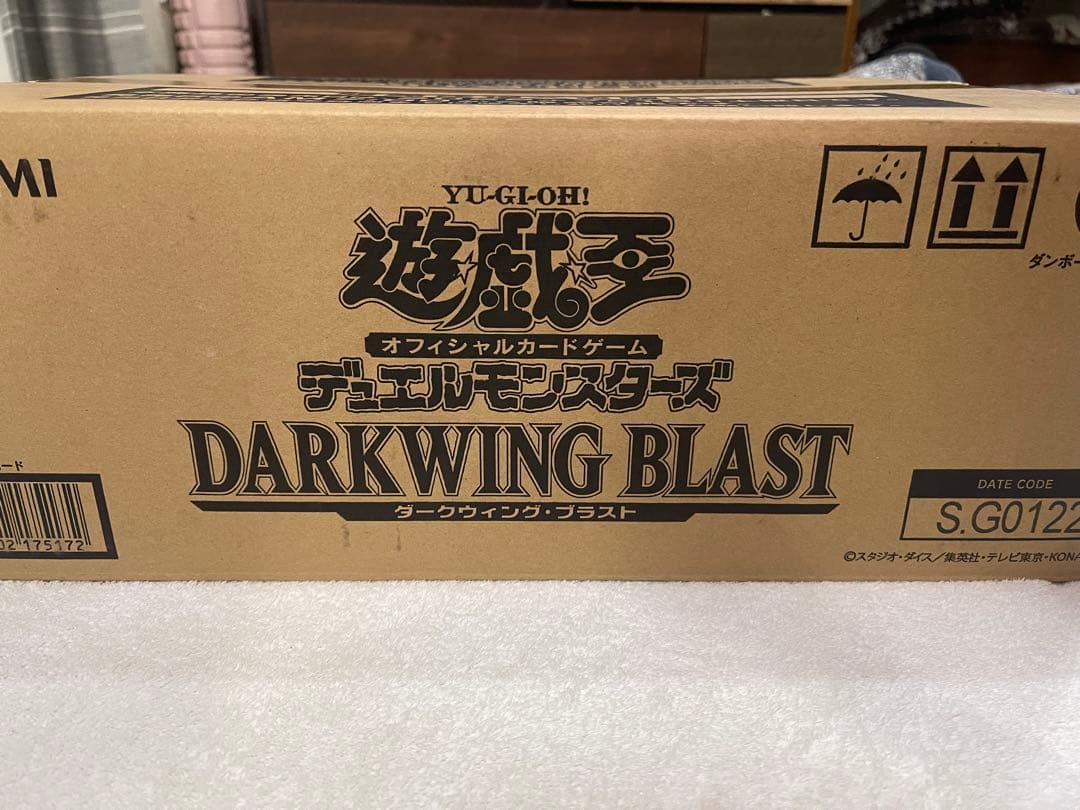 MI
YU-GI-OH!
遊☆戯☆王
オフィシャルカードゲーム
デュエルモンスターズ
DARKWING BLAST
ダークウィング・ブラスト
ダンボー
ード
02 175172
DATE CODE
S.G0122
©スタジオ・ダイス/集英社・テレビ東京・KONA